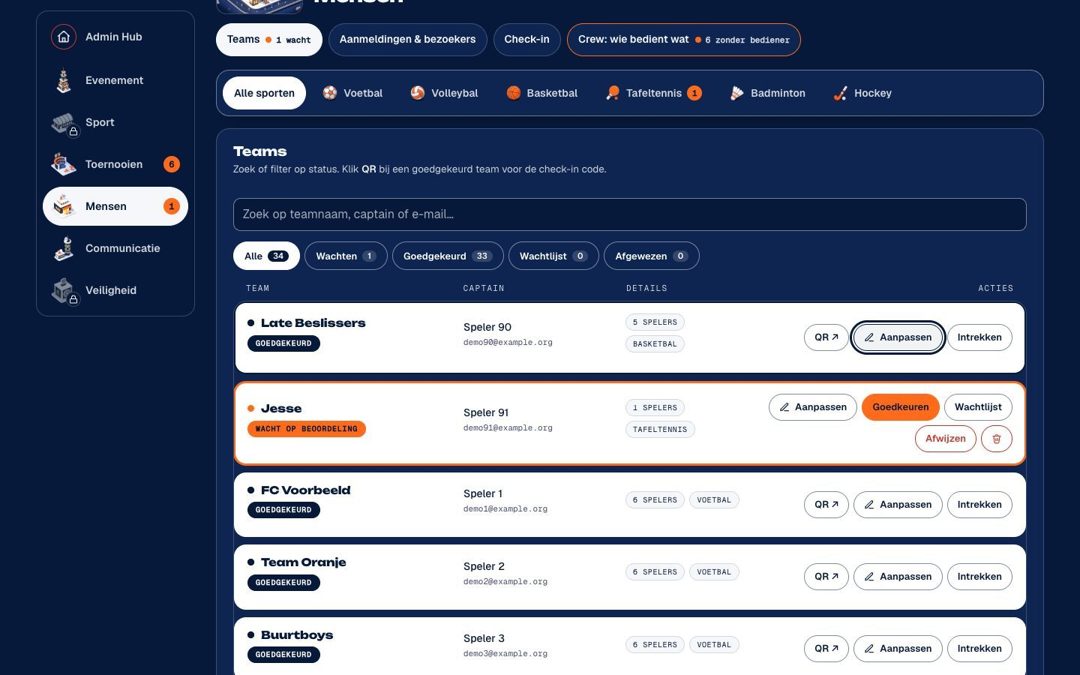 Mensen
Admin Hub
Evenement
Sport
Toernooien 6
Mensen 1
Communicatie
Veiligheid
Teams 1 wacht
Aanmeldingen & bezoekers
Check-in
Crew: wie bedient wat 6 zonder bediener
Alle sporten
Voetbal
Volleybal
Basketbal
Tafeltennis 1
Badminton
Hockey
Teams
Zoek of filter op status. Klik QR bij een goedgekeurd team voor de check-in code.
Zoek op teamnaam, captain of e-mail...
Alle 34
Wachten 1
Goedgekeurd 33
Wachtlijst 0
Afgewezen 0
TEAM CAPTAIN DETAILS ACTIES
Late Beslissers
GOEDGEKEURD
Speler 90
demo90@example.org
5 SPELERS
BASKETBAL
QR ↗ Aanpassen Intrekken
Jesse
WACHT OP BEOORDELING
Speler 91
demo91@example.org
1 SPELERS
TAFELTENNIS
Aanpassen Goedkeuren Wachtlijst
Afwijzen
FC Voorbeeld
GOEDGEKEURD
Speler 1
demo1@example.org
6 SPELERS VOETBAL
QR ↗ Aanpassen Intrekken
Team Oranje
GOEDGEKEURD
Speler 2
demo2@example.org
6 SPELERS VOETBAL
QR ↗ Aanpassen Intrekken
Buurtboys
GOEDGEKEURD
Speler 3
demo3@example.org
6 SPELERS VOETBAL
QR ↗ Aanpassen Intrekken